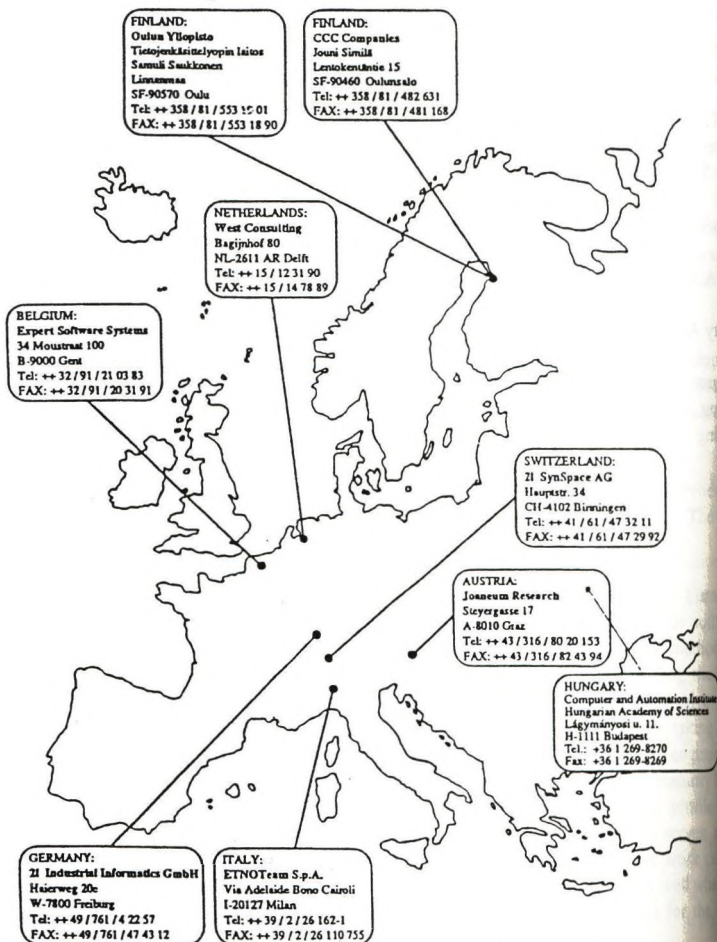 FINLAND:
Oulun Yliopisto
Tietojenkäsittelyopin laitos
Samuli Saukkonen
Linnanmaa
SF-90570 Oulu
Tel: ++ 358 / 81 / 553 15 01
FAX: ++ 358 / 81 / 553 18 90
FINLAND:
CCC Companies
Jouni Similä
Lentokentäntie 15
SF-90460 Oulunsalo
Tel: ++ 358 / 81 / 482 631
FAX: ++ 358 / 81 / 481 168
NETHERLANDS:
West Consulting
Bagijnhof 80
NL-2611 AR Delft
Tel: ++ 15 / 12 31 90
FAX: ++ 15 / 14 78 89
BELGIUM:
Expert Software Systems
34 Moustraat 100
B-9000 Gent
Tel: ++ 32 / 91 / 21 03 83
FAX: ++ 32 / 91 / 20 31 91
SWITZERLAND:
2I SynSpace AG
Hauptstr. 34
CH-4102 Binningen
Tel: ++ 41 / 61 / 47 32 11
FAX: ++ 41 / 61 / 47 29 92
AUSTRIA:
Joaneum Research
Steyergasse 17
A-8010 Graz
Tel: ++ 43 / 316 / 80 20 153
FAX: ++ 43 / 316 / 82 43 94
HUNGARY:
Computer and Automation Institute
Hungarian Academy of Sciences
Lágymányosi u. 11.
H-1111 Budapest
Tel.: +36 1 269-8270
Fax: +36 1 269-8269
GERMANY:
2I Industrial Informatics GmbH
Haierweg 20e
W-7800 Freiburg
Tel: ++ 49 / 761 / 4 22 57
FAX: ++ 49 / 761 / 47 43 12
ITALY:
ETNOTeam S.p.A.
Via Adelaide Bono Cairoli
I-20127 Milan
Tel: ++ 39 / 2 / 26 162-1
FAX: ++ 39 / 2 / 26 110 755